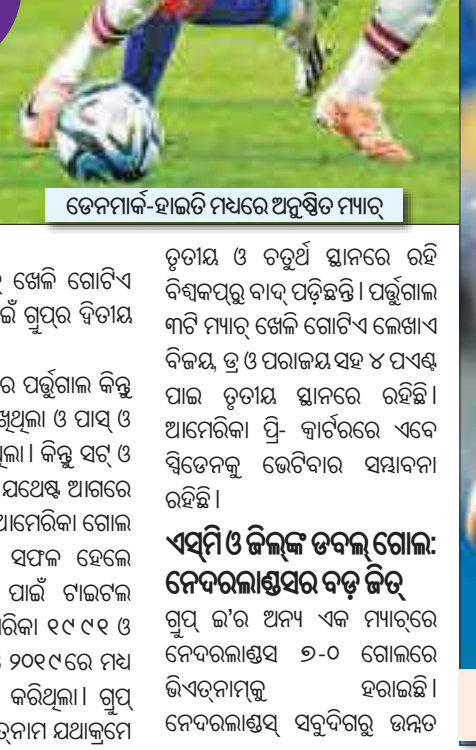 ଡେନମାର୍କ-ହାଇତି ମଧ୍ୟରେ ଅନୁଷ୍ଠିତ ମ୍ୟାଚ୍
ଖେଳି ଗୋଟିଏ
ଗ୍ରୁପ୍‌ର ଦ୍ୱିତୀୟ
ପର୍ତ୍ତୁଗାଲ କିନ୍ତୁ
ଓ ପାସ୍ ଓ
କିନ୍ତୁ ସଟ୍ ଓ
ଯଥେଷ୍ଟ ଆଗରେ
ଆମେରିକା ଗୋଲ
ସଫଳ ହେଲେ
ପାଇଁ ଟାଇଟଲ
୧୯୯୧ ଓ
୨୦୧୯ରେ ମଧ୍ୟ
କରିଥିଲା। ଗ୍ରୁପ୍
ଯଥାକ୍ରମେ
ତୃତୀୟ ଓ ଚତୁର୍ଥ ସ୍ଥାନରେ ରହି
ବିଶ୍ୱକପ୍‌ରୁ ବାଦ୍ ପଡ଼ିଛନ୍ତି। ପର୍ତ୍ତୁଗାଲ
୩ଟି ମ୍ୟାଚ୍ ଖେଳି ଗୋଟିଏ ଲେଖାଏ
ବିଜୟ, ଡ୍ର ଓ ପରାଜୟ ସହ ୪ ପଏଣ୍ଟ
ପାଇ ତୃତୀୟ ସ୍ଥାନରେ ରହିଛି।
ଆମେରିକା ପ୍ରି- କ୍ୱାର୍ଟରରେ ଏବେ
ସ୍ୱିଡେନକୁ ଭେଟିବାର ସମ୍ଭାବନା
ରହିଛି।
ଏସ୍‌ମି ଓ ଜିଲ୍‌ଙ୍କ ଡବଲ୍ ଗୋଲ:
ନେଦରଲାଣ୍ଡସର ବଡ଼ ଜିତ୍
ଗ୍ରୁପ୍ ଇ'ର ଅନ୍ୟ ଏକ ମ୍ୟାଚ୍‌ରେ
ନେଦରଲାଣ୍ଡସ ୭-୦ ଗୋଲରେ
ଭିଏତ୍‌ନାମ୍‌କୁ ହରାଇଛି।
ନେଦରଲାଣ୍ଡସ୍ ସବୁଦିଗରୁ ଉନ୍ନତ